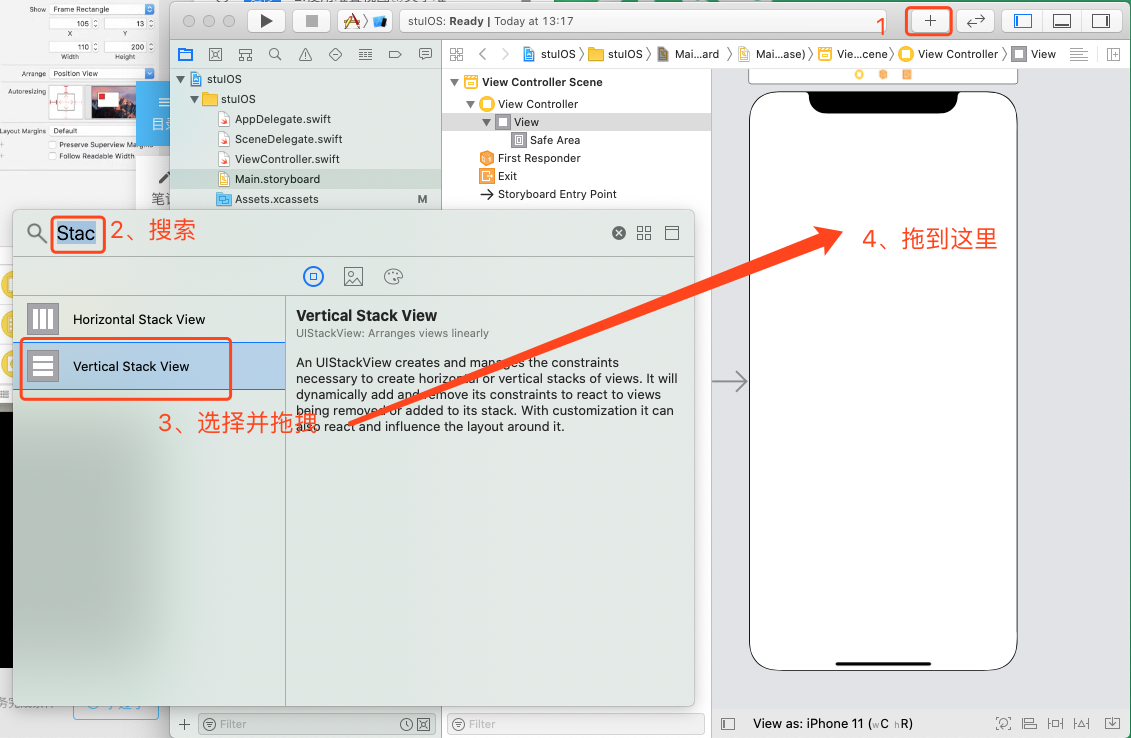 Show Frame Rectangle
105 13
X Y
110 200
Width Height
Arrange Position View
Autoresizing
Layout Margins Default
Preserve Superview Margins
Follow Readable Width
stuIOS: Ready | Today at 13:17
1
stuIOS
stuIOS
AppDelegate.swift
SceneDelegate.swift
ViewController.swift
Main.storyboard
Assets.xcassets M
stuIOS stuIOS Mai...ard Mai...ase) Vie...cene View Controller View
View Controller Scene
View Controller
View
Safe Area
First Responder
Exit
Storyboard Entry Point
Stac
2、搜索
Horizontal Stack View
Vertical Stack View
3、选择并拖拽
Vertical Stack View
UIStackView: Arranges views linearly
An UIStackView creates and manages the constraints
necessary to create horizontal or vertical stacks of views. It will
dynamically add and remove its constraints to react to views
being removed or added to its stack. With customization it can
also react and influence the layout around it.
4、拖到这里
Filter
Filter
View as: iPhone 11 (wC hR)